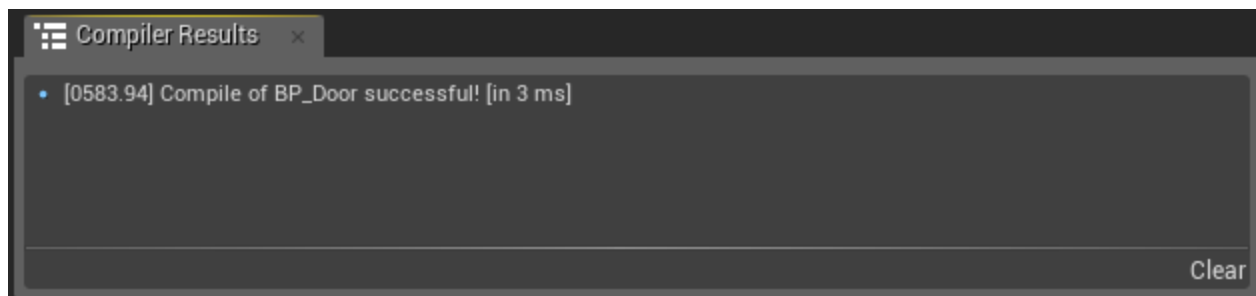 Compiler Results
[0583.94] Compile of BP_Door successful! [in 3 ms]
Clear